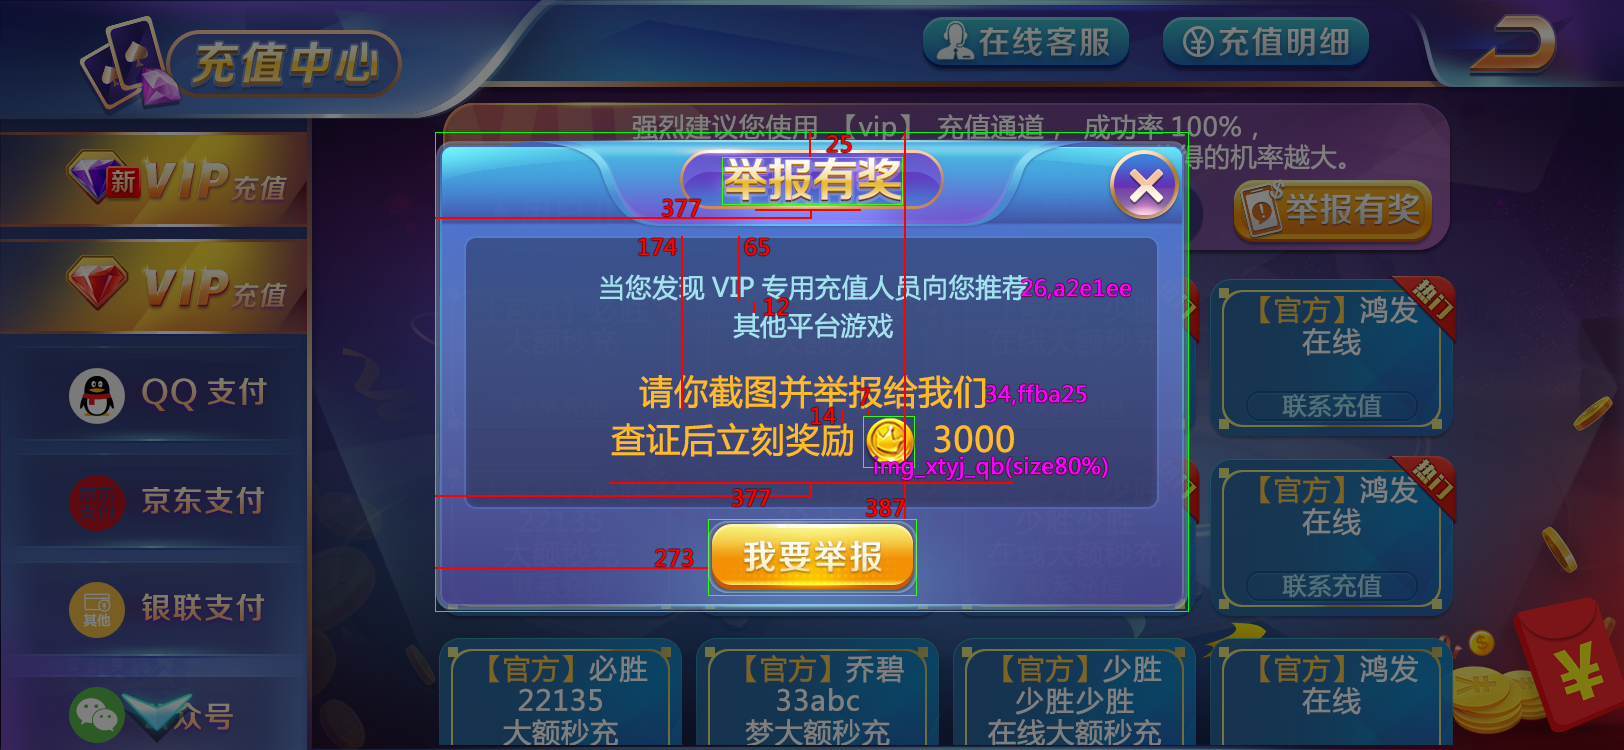 充值中心
在线客服
充值明细
强烈建议您使用 【vip】 充值通道， 成功率 100%，
得的机率越大。
举报有奖
新 VIP充值
VIP充值
QQ 支付
京东支付
其他
银联支付
众号
25
举报有奖
377
174
65
当您发现 VIP 专用充值人员向您推荐
26,a2e1ee
12
其他平台游戏
请你截图并举报给我们
34,ffba25
7
14
查证后立刻奖励 3000
img_xtyj_qb(size80%)
377
387
273
我要举报
热门
【官方】鸿发
在线
联系充值
热门
【官方】鸿发
在线
联系充值
【官方】必胜
22135
大额秒充
【官方】乔碧
33abc
梦大额秒充
【官方】少胜
少胜少胜
在线大额秒充
【官方】鸿发
在线